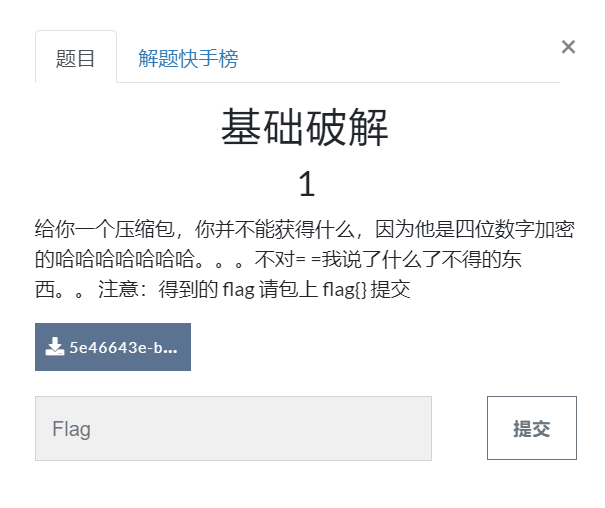 题目 解题快手榜 ×
基础破解
1
给你一个压缩包，你并不能获得什么，因为他是四位数字加密
的哈哈哈哈哈哈哈。。。不对= =我说了什么了不得的东
西。。 注意：得到的 flag 请包上 flag{} 提交
5e46643e-b...
Flag 提交